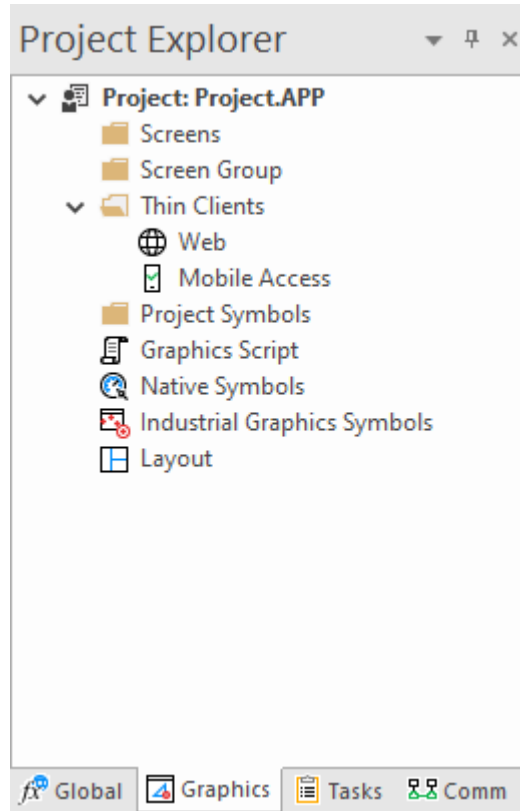 Project Explorer
Project: Project.APP
Screens
Screen Group
Thin Clients
Web
Mobile Access
Project Symbols
Graphics Script
Native Symbols
Industrial Graphics Symbols
Layout
Global Graphics Tasks Comm